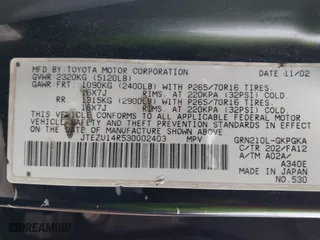 MFD. BY: TOYOTA MOTOR CORPORATION DATE 11/02
GVWR 2320KG (5120LB)
GAWR FRT 1090KG (2400LB) WITH P265/70R16 TIRES,
16X7J RIMS, AT 220KPA (32PSI) COLD
RR 1315KG (2900LB) WITH P265/70R16 TIRES,
16X7J RIMS, AT 220KPA (32PSI) COLD
THIS VEHICLE CONFORMS TO ALL APPLICABLE FEDERAL MOTOR
VEHICLE SAFETY AND THEFT PREVENTION STANDARDS IN EFFECT
ON THE DATE OF MANUFACTURE SHOWN ABOVE.
JTEZU14R530002403 MPV GRN210L-GKPGKA
C/TR 202/FA12
A/TM A02A/
A340E
MADE IN JAPAN
NO.530